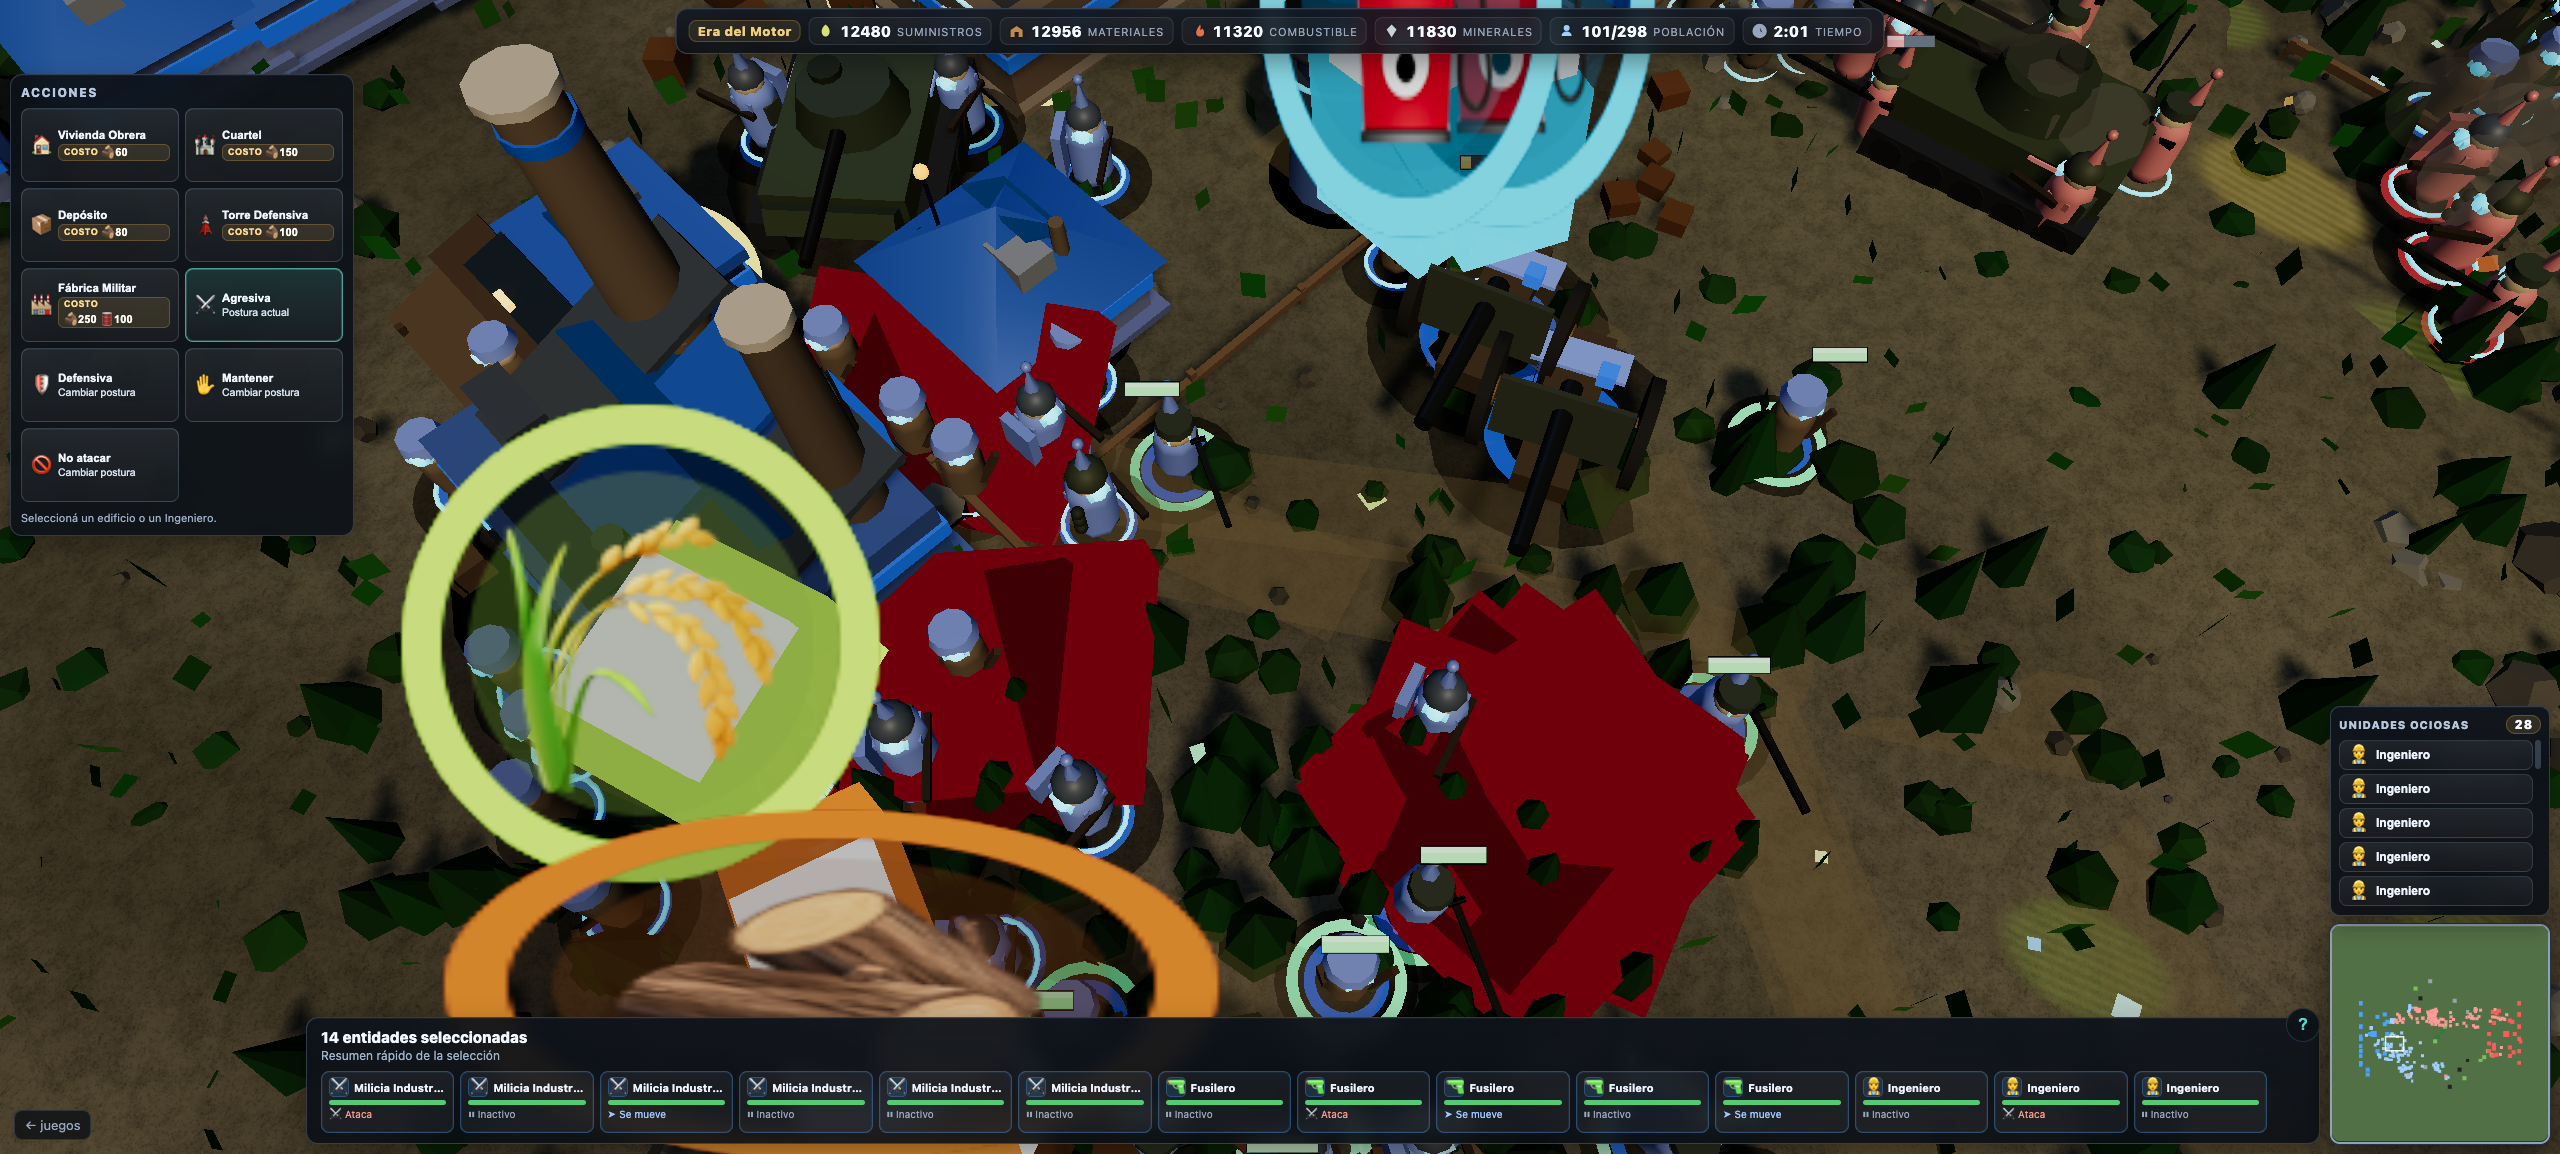 Era del Motor
12480 SUMINISTROS
12956 MATERIALES
11320 COMBUSTIBLE
11830 MINERALES
101/298 POBLACIÓN
2:01 TIEMPO
ACCIONES
Vivienda Obrera
COSTO 60
Cuartel
COSTO 150
Depósito
COSTO 80
Torre Defensiva
COSTO 100
Fábrica Militar
COSTO
250 100
Agresiva
Postura actual
Defensiva
Cambiar postura
Mantener
Cambiar postura
No atacar
Cambiar postura
Seleccioná un edificio o un Ingeniero.
UNIDADES OCIOSAS 28
Ingeniero
Ingeniero
Ingeniero
Ingeniero
Ingeniero
14 entidades seleccionadas
Resumen rápido de la selección
?
Milicia Industr...
Ataca
Milicia Industr...
Inactivo
Milicia Industr...
Se mueve
Milicia Industr...
Inactivo
Milicia Industr...
Inactivo
Milicia Industr...
Inactivo
Fusilero
Inactivo
Fusilero
Ataca
Fusilero
Se mueve
Fusilero
Inactivo
Fusilero
Se mueve
Ingeniero
Inactivo
Ingeniero
Ataca
Ingeniero
Inactivo
← juegos